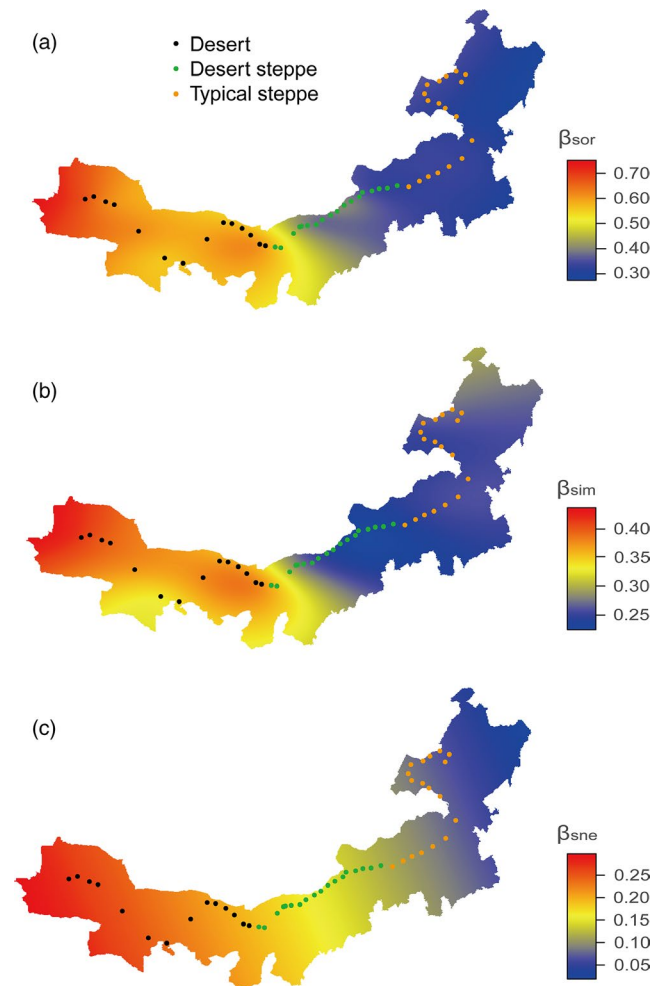 (a)
Desert
Desert steppe
Typical steppe
βsor
0.70
0.60
0.50
0.40
0.30
(b)
βsim
0.40
0.35
0.30
0.25
(c)
βsne
0.25
0.20
0.15
0.10
0.05